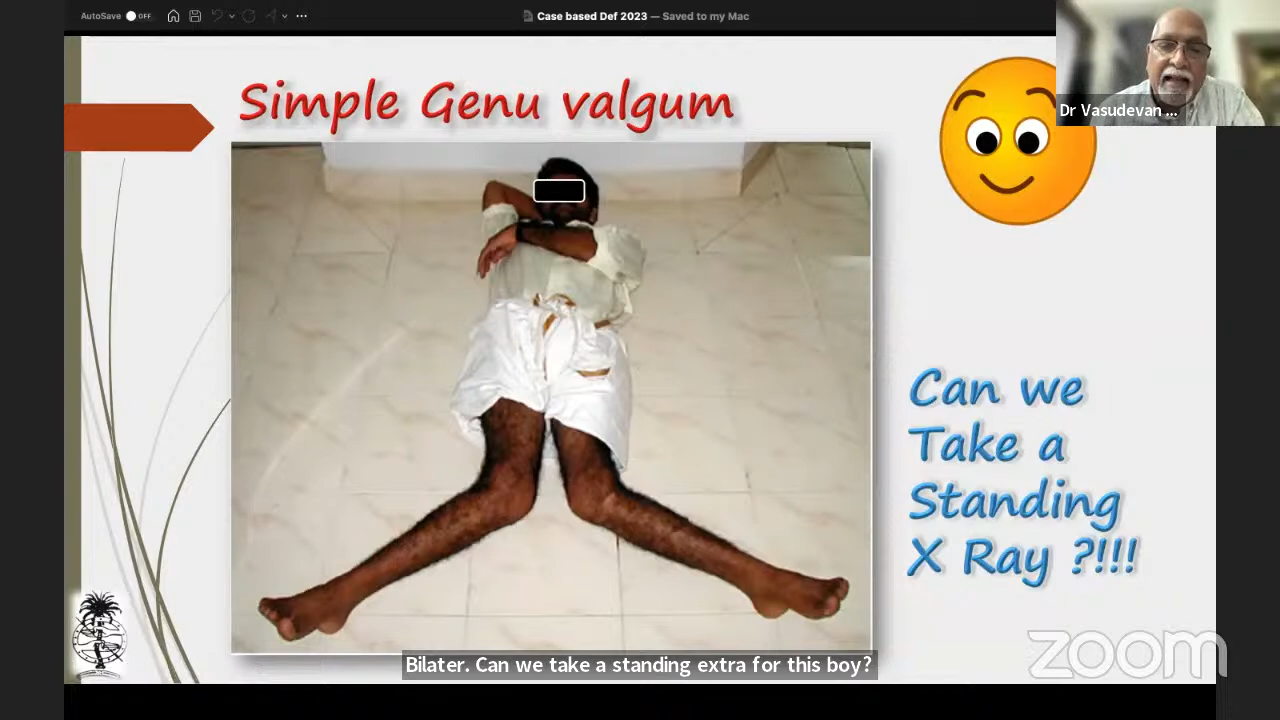 AutoSave OFF
Case based Def 2023 — Saved to my Mac
Simple Genu valgum
Dr Vasudevan ...
Can we
Take a
Standing
X Ray ?!!!
Bilater. Can we take a standing extra for this boy?
zoom